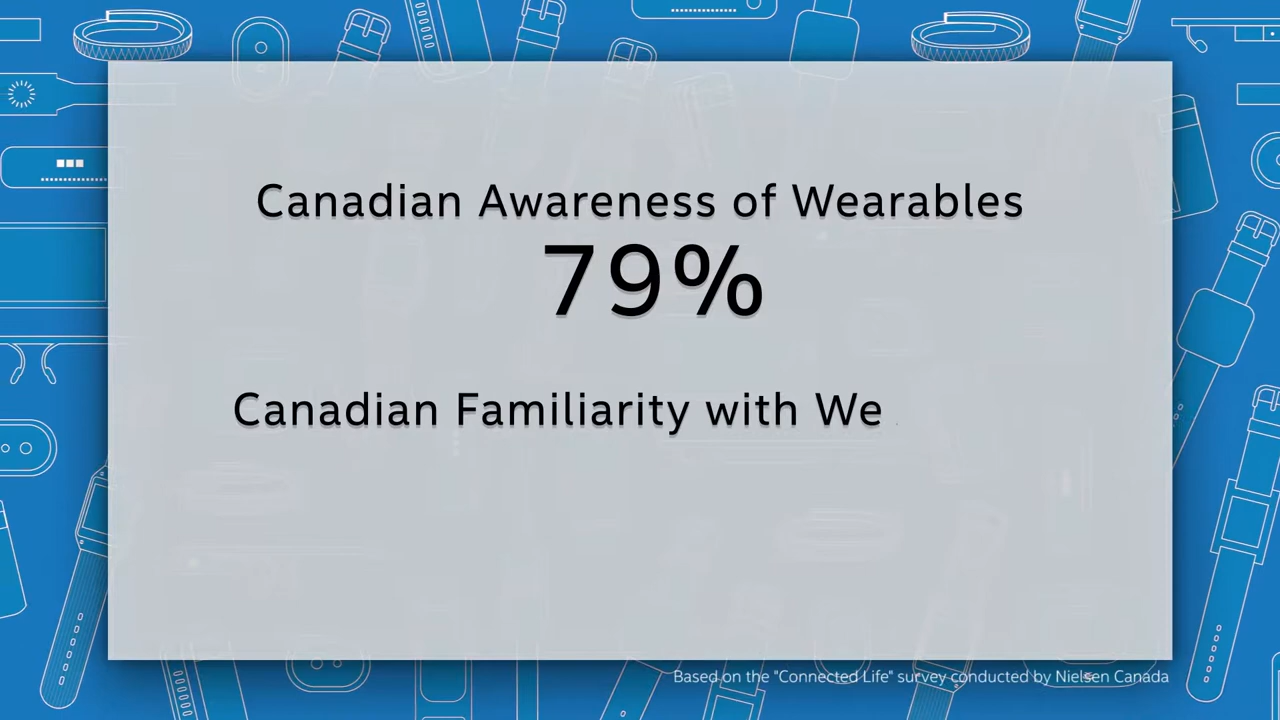 Canadian Awareness of Wearables
79%
Canadian Familiarity with We
Based on the "Connected Life" survey conducted by Nielsen Canada